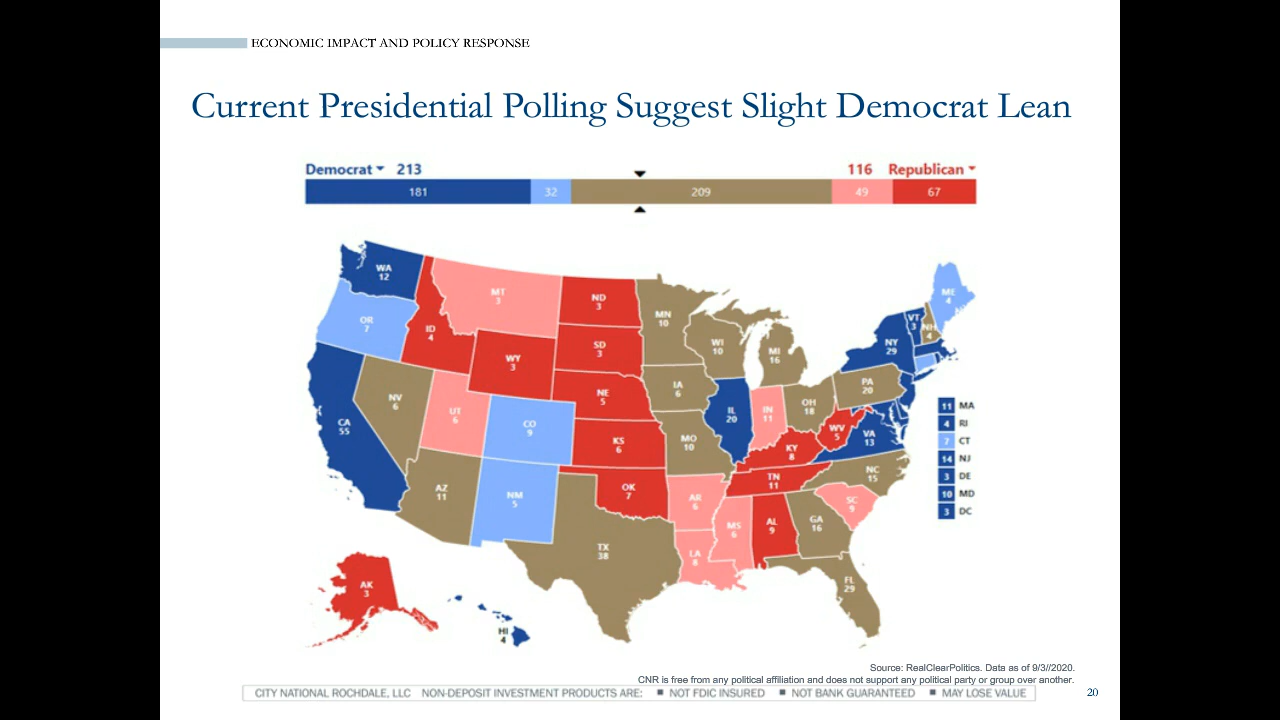 ECONOMIC IMPACT AND POLICY RESPONSE
Current Presidential Polling Suggest Slight Democrat Lean
Democrat 213
116 Republican
181 32 209 49 67
WA
12
OR
7
CA
55
NV
6
ID
4
MT
3
WY
3
UT
6
CO
9
AZ
11
NM
5
ND
3
SD
3
NE
5
KS
6
OK
7
TX
38
MN
10
IA
6
MO
10
AR
6
LA
8
WI
10
IL
20
MS
6
MI
16
IN
11
OH
18
KY
8
TN
11
AL
9
GA
16
FL
29
SC
9
NC
15
VA
13
WV
5
PA
20
NY
29
VT
3
NH
4
ME
4
AK
3
HI
4
11 MA
4 RI
7 CT
14 NJ
3 DE
10 MD
3 DC
Source: RealClearPolitics. Data as of 9/3//2020.
CNR is free from any political affiliation and does not support any political party or group over another.
CITY NATIONAL ROCHDALE, LLC NON-DEPOSIT INVESTMENT PRODUCTS ARE: ■ NOT FDIC INSURED ■ NOT BANK GUARANTEED ■ MAY LOSE VALUE
20